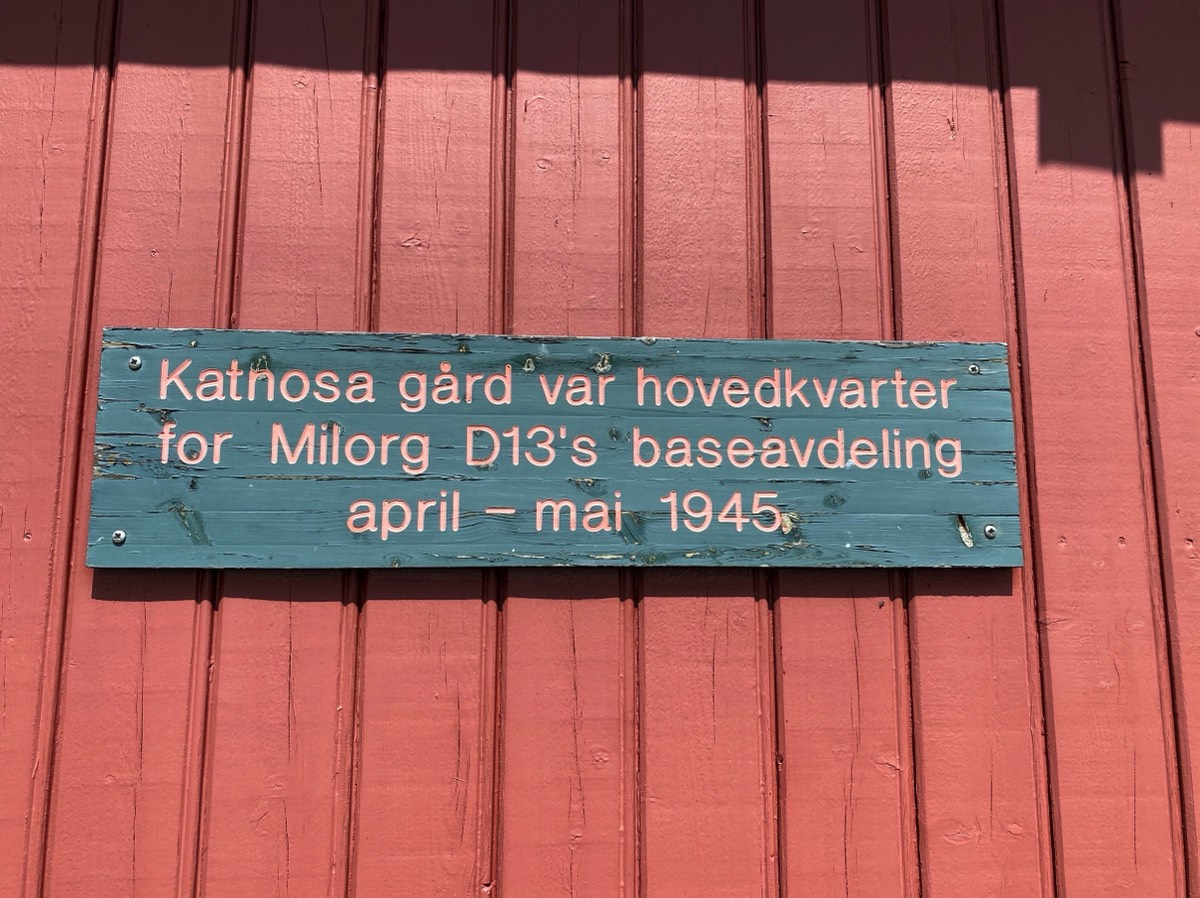 Katnosa gård var hovedkvarter
for Milorg D13's baseavdeling
april – mai 1945